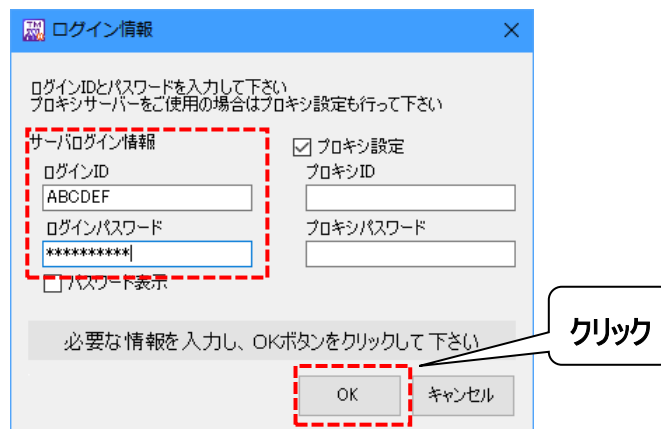 ログイン情報
ログインIDとパスワードを入力して下さい
プロキシサーバーをご使用の場合はプロキシ設定も行って下さい
サーバログイン情報
ログインID
ABCDEF
ログインパスワード
**********
パスワード表示
プロキシ設定
プロキシID
プロキシパスワード
必要な情報を入力し、OKボタンをクリックして下さい
クリック
OK
キャンセル